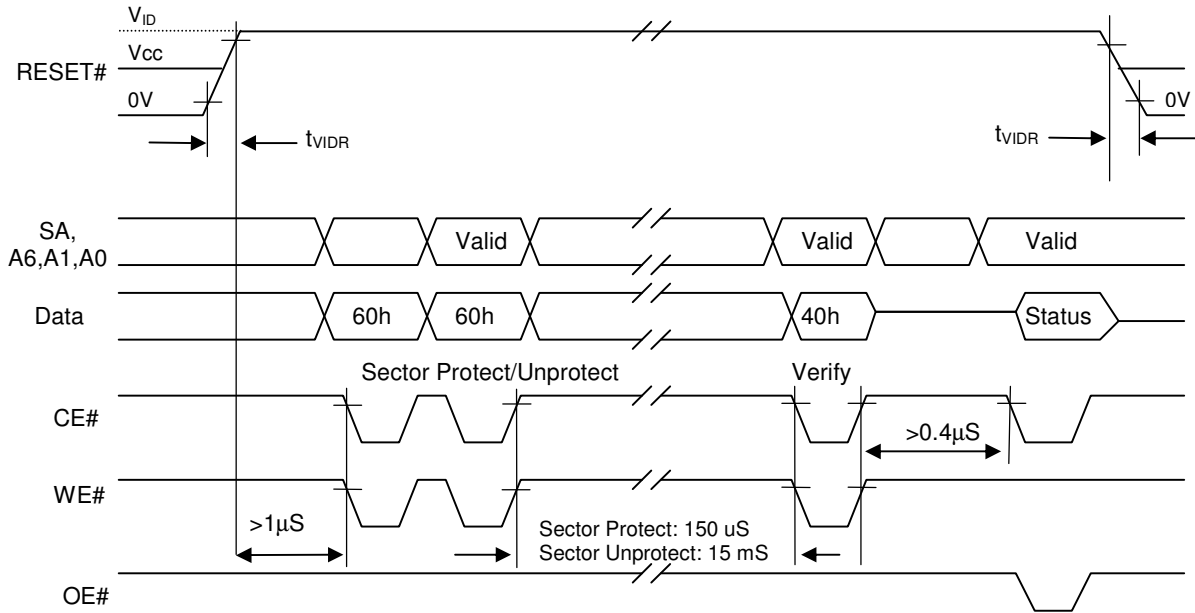 VID
Vcc
RESET#
0V
0V
tVIDR
tVIDR
SA,
A6,A1,A0
Valid
Valid
Valid
Data
60h
60h
40h
Status
Sector Protect/Unprotect
Verify
CE#
>0.4μS
WE#
>1μS
Sector Protect: 150 uS
Sector Unprotect: 15 mS
OE#